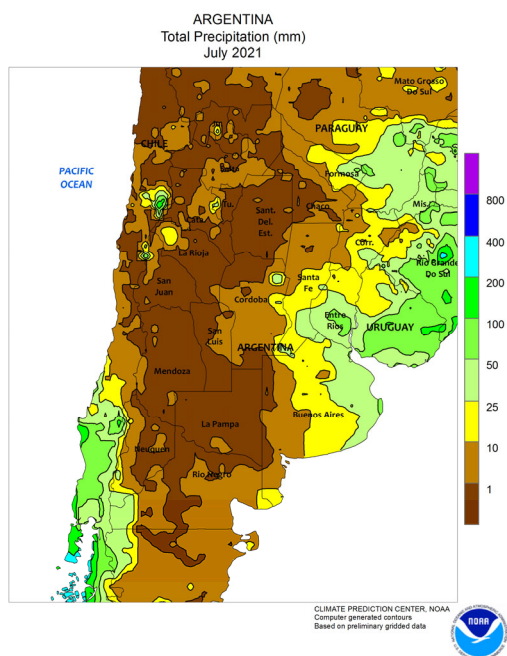 ARGENTINA
Total Precipitation (mm)
July 2021
Mato Grosso
Do Sul
PARAGUAY
CHILE
PACIFIC
OCEAN
Formosa
Tu.
Chaco
Mis.
Sant.
Del.
Est.
Cata.
Corr.
La Rioja
Rio Grande
Do Sul
San
Juan
Santa
Fe
Cordoba
Entre
Rios
URUGUAY
San
Luis
ARGENTINA
Mendoza
Buenos Aires
La Pampa
Neuquen
Rio Negro
800
400
200
100
50
25
10
1
CLIMATE PREDICTION CENTER, NOAA
Computer generated contours
Based on preliminary gridded data
NOAA